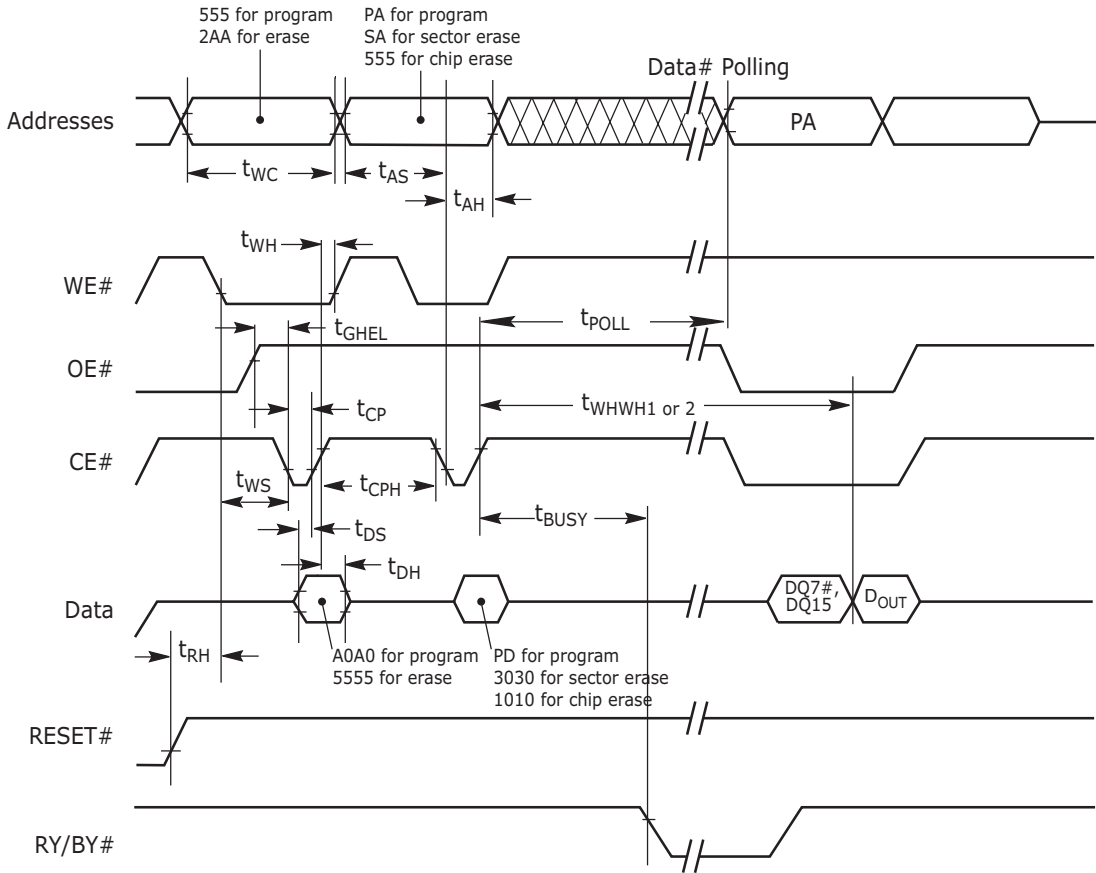 555 for program
2AA for erase
PA for program
SA for sector erase
555 for chip erase
Data# Polling
Addresses
PA
tWC
tAS
tAH
tWH
WE#
tGHEL
tPOLL
OE#
tCP
tWHWH1 or 2
CE#
tWS
tCPH
tBUSY
tDS
tDH
Data
DQ7#,
DQ15
DOUT
tRH
A0A0 for program
5555 for erase
PD for program
3030 for sector erase
1010 for chip erase
RESET#
RY/BY#